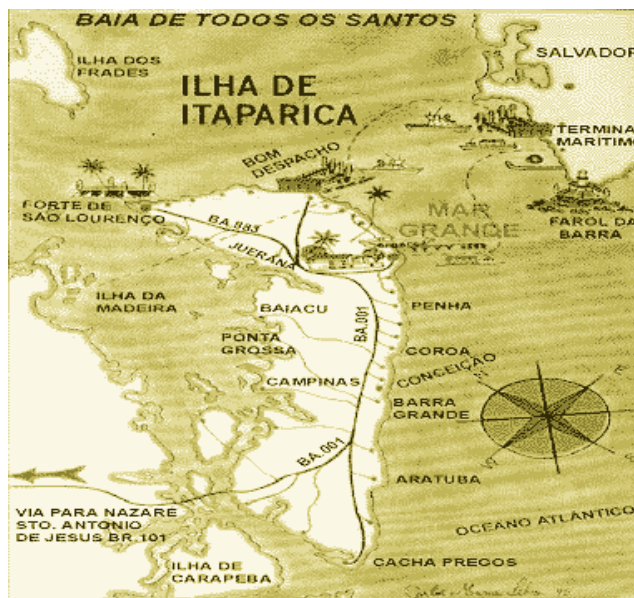 BAIA DE TODOS OS SANTOS
ILHA DOS
FRADES
SALVADOR
ILHA DE
ITAPARICA
TERMINA
MARÍTIMO
BOM
DESPACHO
FORTE DE
SÃO LOURENÇO
BA.883
MAR
GRANDE
FAROL DA
BARRA
JUERANA
ILHA DA
MADEIRA
BAIACU
BA.001
PENHA
PONTA
GROSSA
COROA
CONCEIÇÃO
N
E
CAMPINAS
BARRA
GRANDE
BA.001
W
S
ARATUBA
VIA PARA NAZARE
STO. ANTONIO
DE JESUS BR.101
OCEANO ATLÂNTICO
CACHA PREGOS
ILHA DE
CARAPEBA